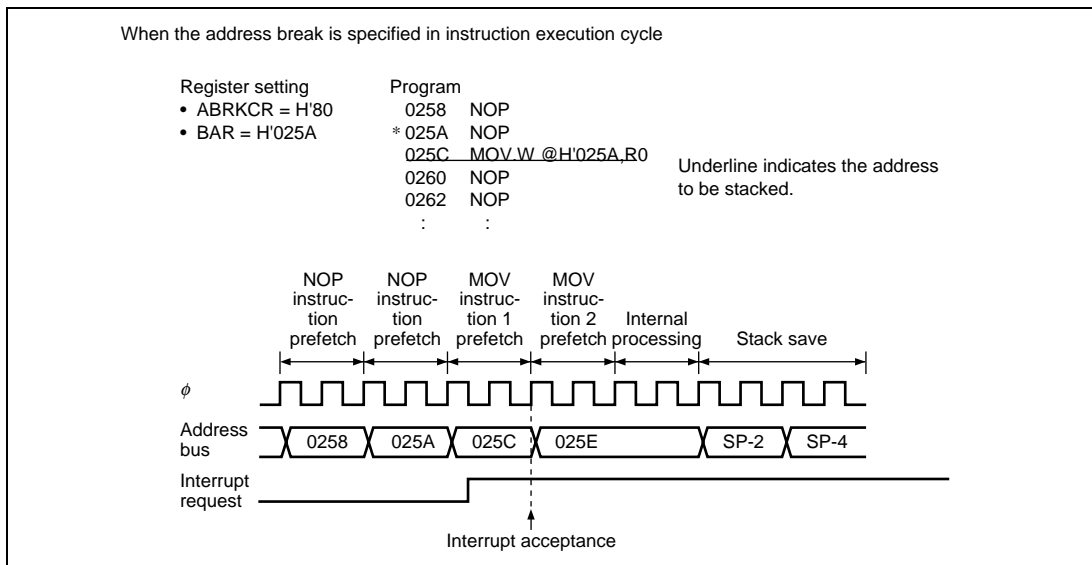 When the address break is specified in instruction execution cycle
Register setting
• ABRKCR = H'80
• BAR = H'025A
Program
0258 NOP
* 025A NOP
025C MOV.W @H'025A,R0
0260 NOP
0262 NOP
: :
Underline indicates the address
to be stacked.
NOP
instruc-
tion
prefetch
NOP
instruc-
tion
prefetch
MOV
instruc-
tion 1
prefetch
MOV
instruc-
tion 2
prefetch
Internal
processing
Stack save
φ
Address
bus
0258 025A 025C 025E SP-2 SP-4
Interrupt
request
Interrupt acceptance